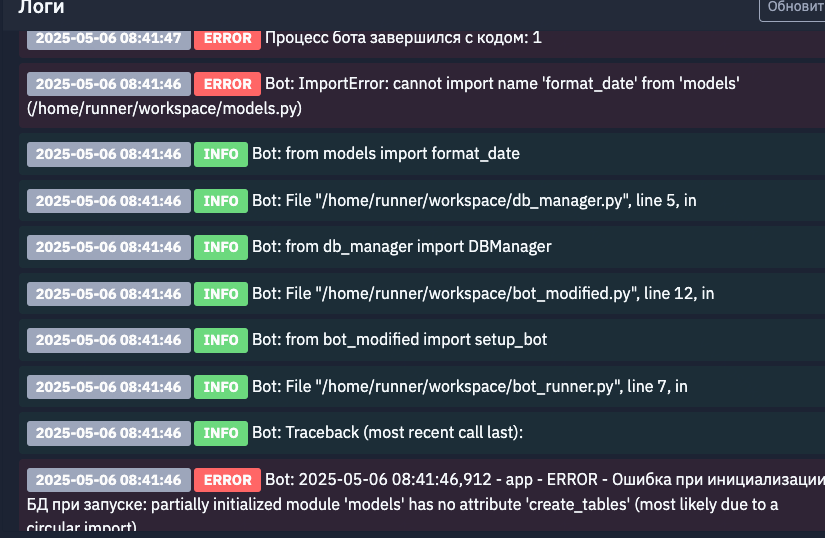 Логи
Обновит
2025-05-06 08:41:47 ERROR Процесс бота завершился с кодом: 1
2025-05-06 08:41:46 ERROR Bot: ImportError: cannot import name 'format_date' from 'models'
(/home/runner/workspace/models.py)
2025-05-06 08:41:46 INFO Bot: from models import format_date
2025-05-06 08:41:46 INFO Bot: File "/home/runner/workspace/db_manager.py", line 5, in
2025-05-06 08:41:46 INFO Bot: from db_manager import DBManager
2025-05-06 08:41:46 INFO Bot: File "/home/runner/workspace/bot_modified.py", line 12, in
2025-05-06 08:41:46 INFO Bot: from bot_modified import setup_bot
2025-05-06 08:41:46 INFO Bot: File "/home/runner/workspace/bot_runner.py", line 7, in
2025-05-06 08:41:46 INFO Bot: Traceback (most recent call last):
2025-05-06 08:41:46 ERROR Bot: 2025-05-06 08:41:46,912 - app - ERROR - Ошибка при инициализации
БД при запуске: partially initialized module 'models' has no attribute 'create_tables' (most likely due to a
circular import)